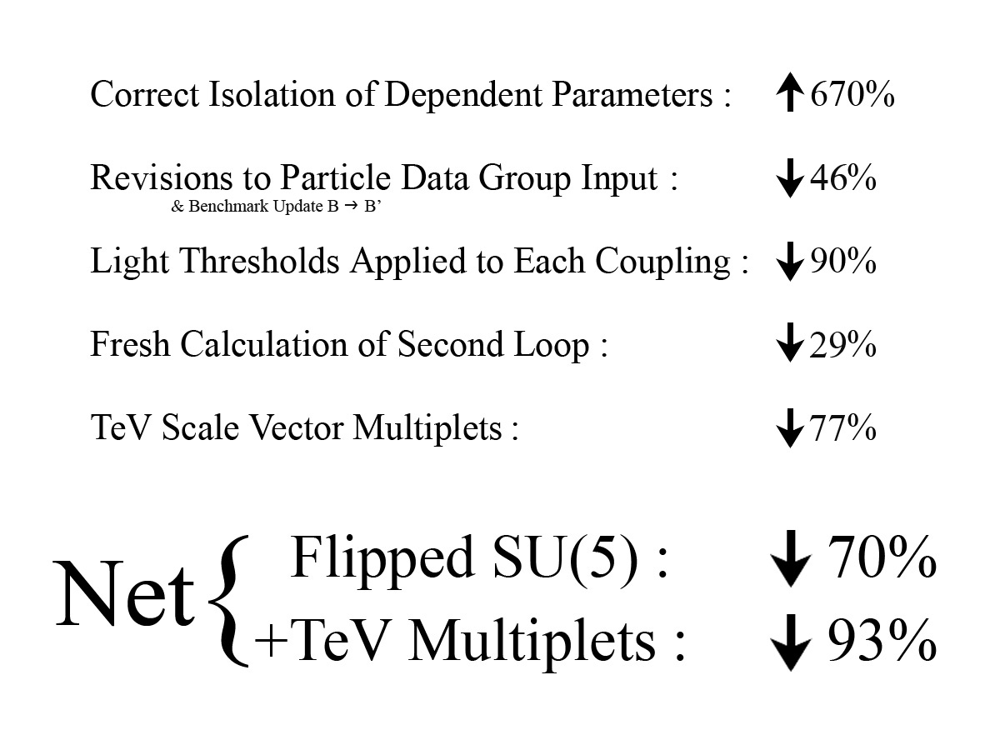 Correct Isolation of Dependent Parameters : ↑ 670%
Revisions to Particle Data Group Input : ↓ 46%
& Benchmark Update B → B’
Light Thresholds Applied to Each Coupling : ↓ 90%
Fresh Calculation of Second Loop : ↓ 29%
TeV Scale Vector Multiplets : ↓ 77%
Net { Flipped SU(5) : ↓ 70%
+TeV Multiplets : ↓ 93%